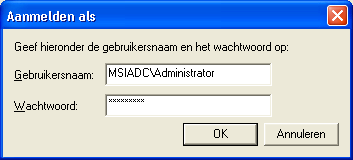 Aanmelden als
Geef hieronder de gebruikersnaam en het wachtwoord op:
Gebruikersnaam: MSIADC\Administrator
Wachtwoord: ×××××××××
OK Annuleren